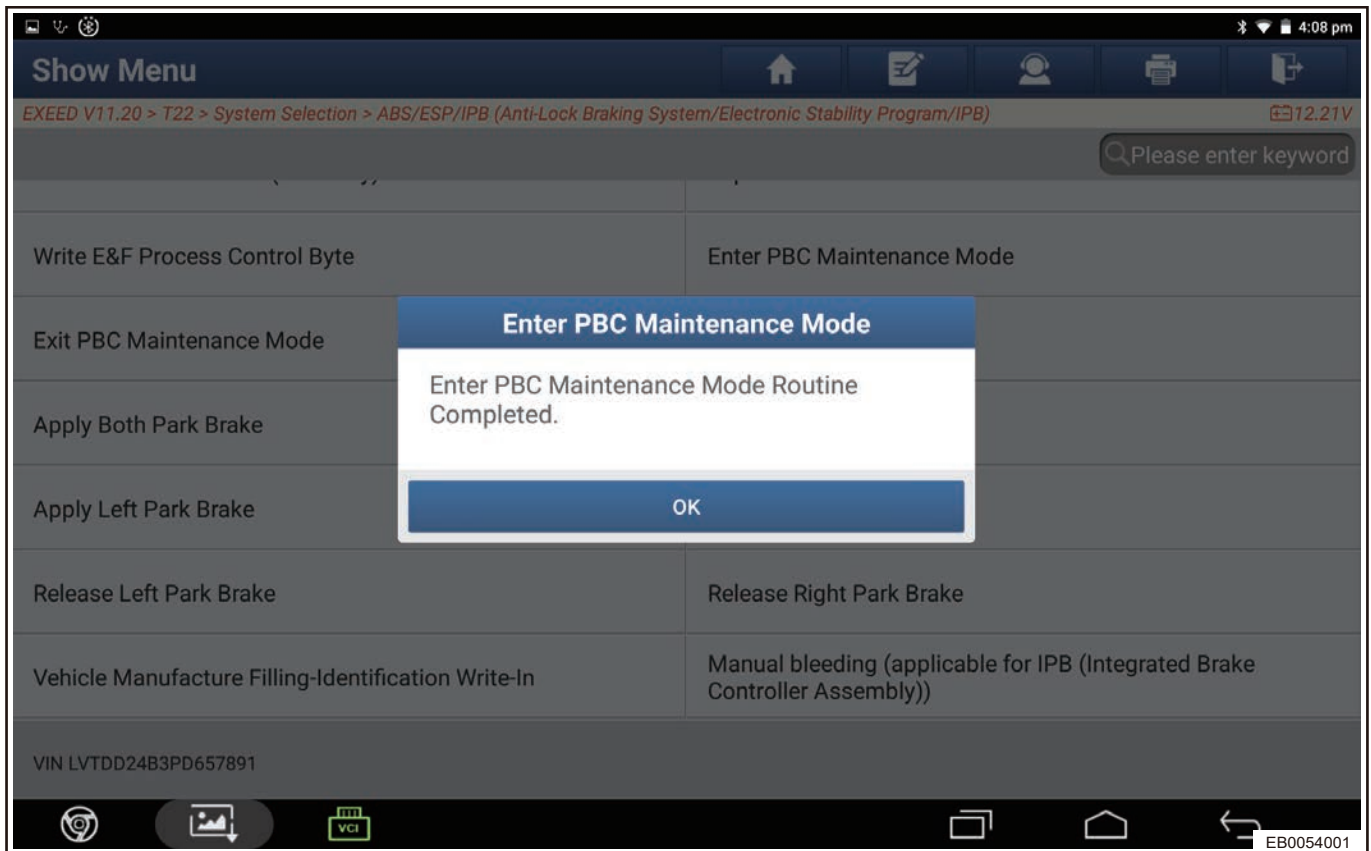 4:08 pm
Show Menu
EXEED V11.20 > T22 > System Selection > ABS/ESP/IPB (Anti-Lock Braking System/Electronic Stability Program/IPB)
12.21V
Please enter keyword
Write E&F Process Control Byte
Enter PBC Maintenance Mode
Exit PBC Maintenance Mode
Enter PBC Maintenance Mode
Enter PBC Maintenance Mode Routine
Completed.
OK
Apply Both Park Brake
Apply Left Park Brake
Release Left Park Brake
Release Right Park Brake
Vehicle Manufacture Filling-Identification Write-In
Manual bleeding (applicable for IPB (Integrated Brake
Controller Assembly))
VIN LVTDD24B3PD657891
VCI
EB0054001